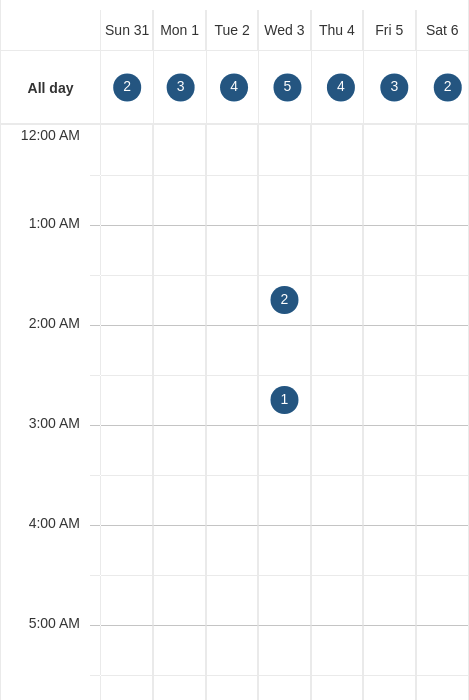 Sun 31 Mon 1 Tue 2 Wed 3 Thu 4 Fri 5 Sat 6
All day 2 3 4 5 4 3 2
12:00 AM
1:00 AM
2
2:00 AM
1
3:00 AM
4:00 AM
5:00 AM